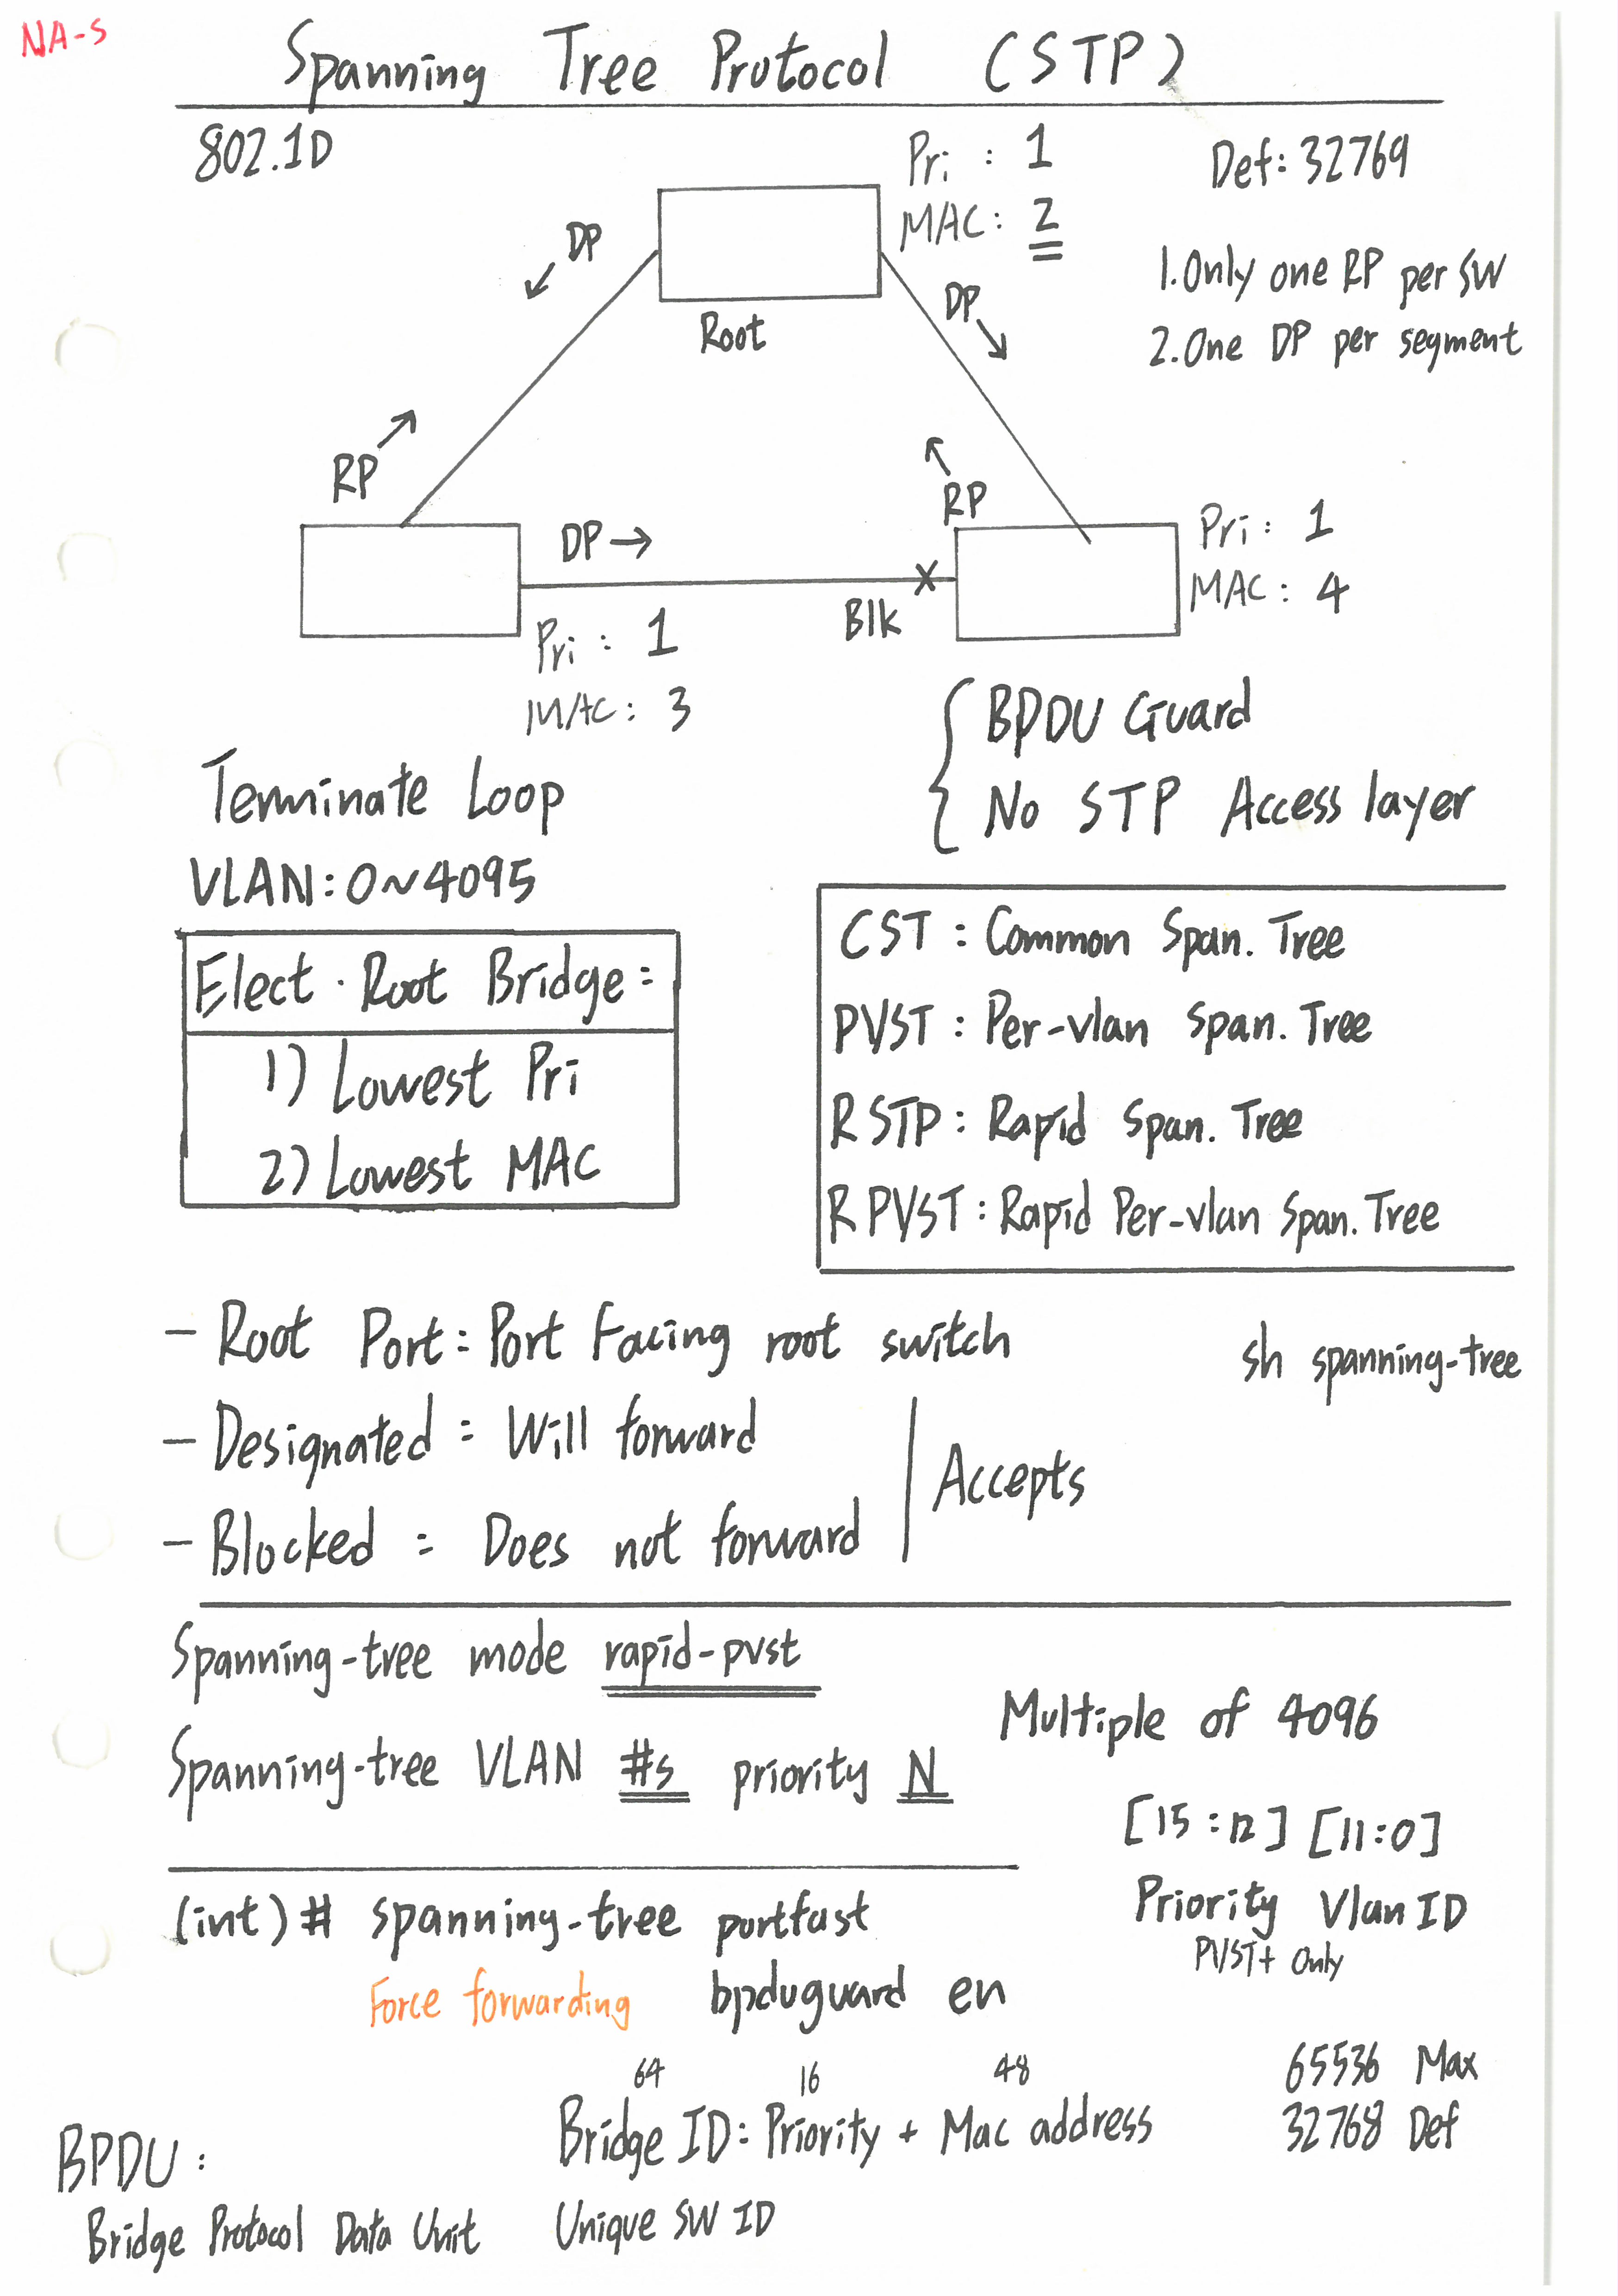 NA-S
Spanning Tree Protocol (STP)
802.1D
Pri : 1
MAC: 2
Def: 32769
1.Only one RP per SW
2.One DP per segment
DP
Root
DP
RP
RP
DP
Blk
Pri : 1
MAC : 4
Pri : 1
MAC : 3
BPDU Guard
No STP Access layer
Terminate Loop
VLAN: 0~4095
Elect. Root Bridge:
1) Lowest Pri
2) Lowest MAC
CST : Common Span. Tree
PVST : Per-vlan Span. Tree
RSTP : Rapid Span. Tree
RPVST : Rapid Per-vlan Span. Tree
- Root Port : Port Facing root switch
- Designated : Will forward
- Blocked : Does not forward
Accepts
sh spanning-tree
Spanning-tree mode rapid-pvst
Spanning-tree VLAN #s priority N
Multiple of 4096
[15:12] [11:0]
Priority Vlan ID
PVST+ Only
(int)# spanning-tree portfast
Force forwarding bpduguard en
64 16 48
Bridge ID: Priority + Mac address
Unique SW ID
65536 Max
32768 Def
BPDU :
Bridge Protocol Data Unit